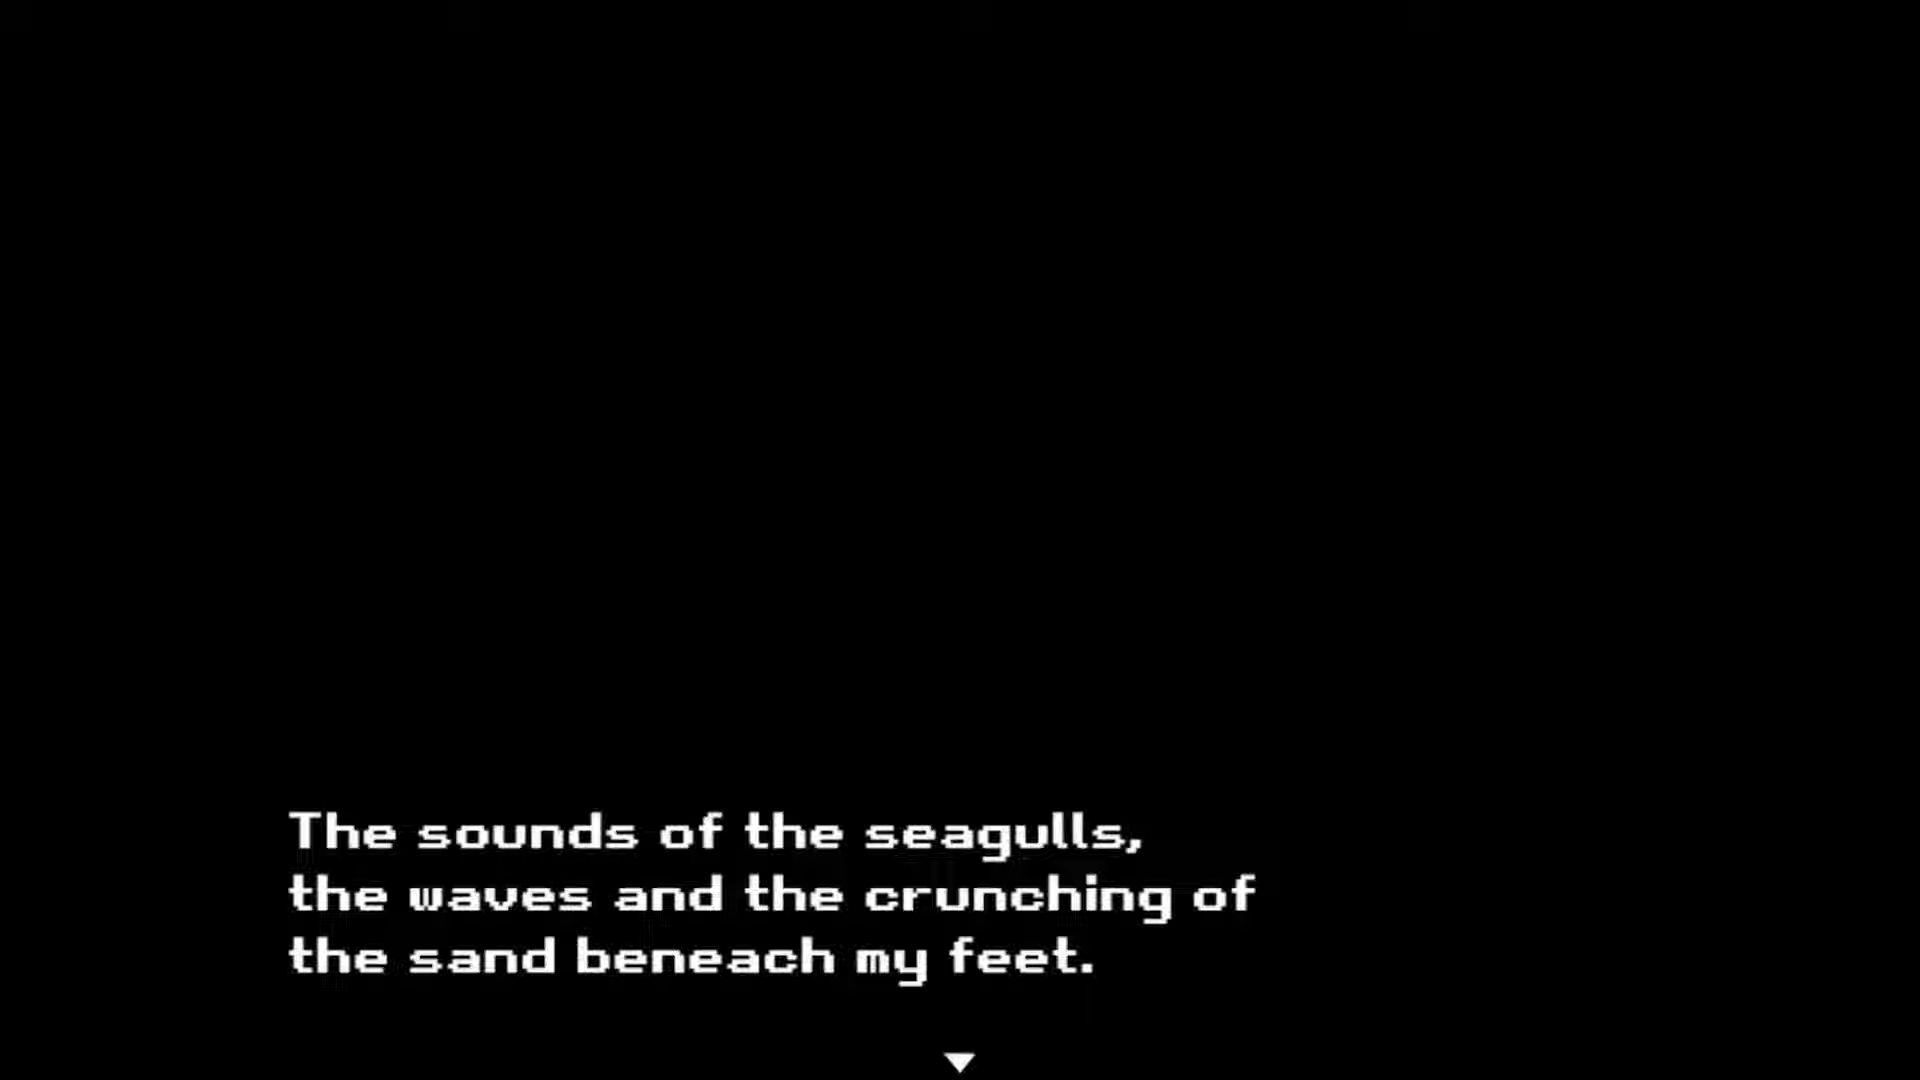 The sounds of the seagulls,
the waves and the crunching of
the sand beneach my feet.